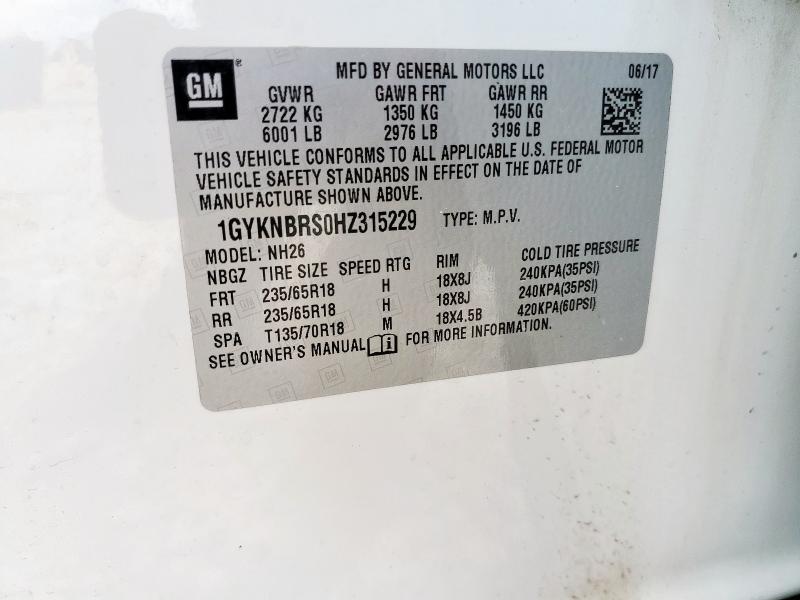 GM ®
MFD BY GENERAL MOTORS LLC 06/17
GVWR GAWR FRT GAWR RR
2722 KG 1350 KG 1450 KG
6001 LB 2976 LB 3196 LB
THIS VEHICLE CONFORMS TO ALL APPLICABLE U.S. FEDERAL MOTOR
VEHICLE SAFETY STANDARDS IN EFFECT ON THE DATE OF
MANUFACTURE SHOWN ABOVE.
1GYKNBRS0HZ315229 TYPE: M.P.V.
MODEL: NH26
NBGZ TIRE SIZE SPEED RTG RIM COLD TIRE PRESSURE
FRT 235/65R18 H 18X8J 240KPA(35PSI)
RR 235/65R18 H 18X8J 240KPA(35PSI)
SPA T135/70R18 M 18X4.5B 420KPA(60PSI)
SEE OWNER'S MANUAL FOR MORE INFORMATION.